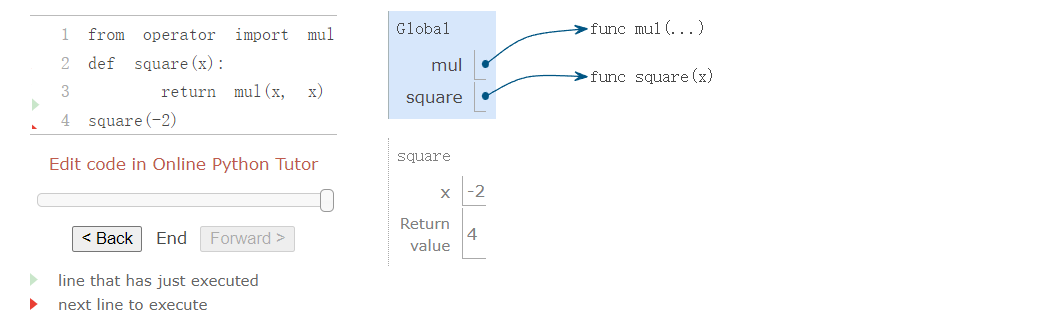 1 from operator import mul
2 def square(x):
3 return mul(x, x)
4 square(-2)
Edit code in Online Python Tutor
< Back End Forward >
line that has just executed
next line to execute
Global
mul
square
func mul(...)
func square(x)
square
x -2
Return
value 4